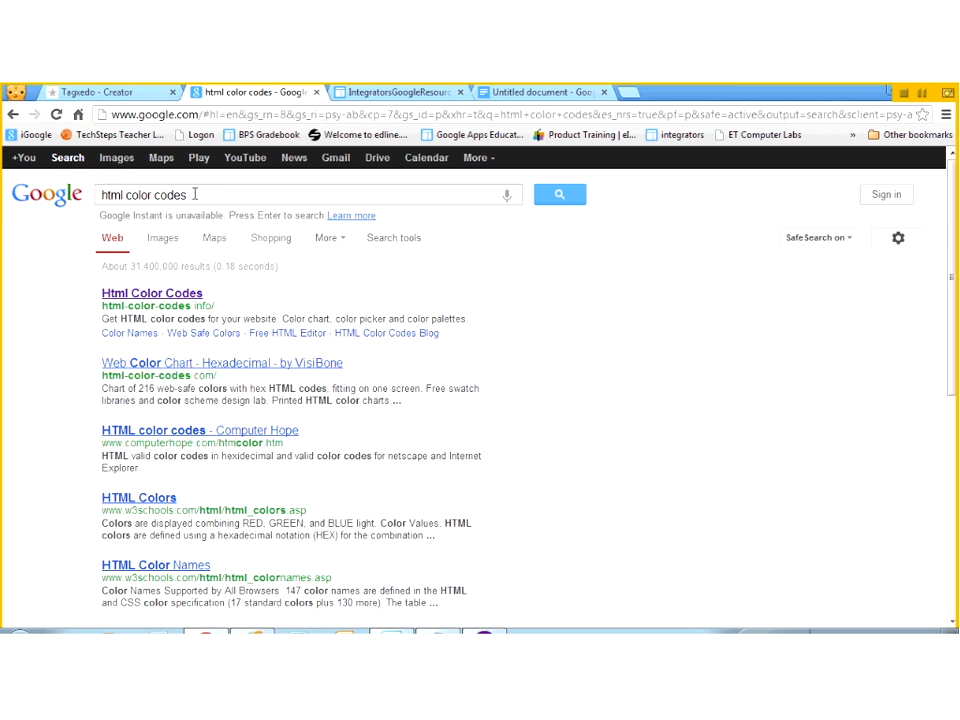 Tagxedo - Creator
html color codes - Google
IntegratorsGoogleResourc
Untitled document - Goog
www.google.com/#hl=en&gs_rn=8&gs_ri=psy-ab&cp=7&gs_id=p&xhr=t&q=html+color+codes&es_nrs=true&pf=p&safe=active&output=search&sclient=psy-a
iGoogle TechSteps Teacher L... Logon BPS Gradebook Welcome to edline.... Google Apps Educat... Product Training | el... integrators ET Computer Labs » Other bookmarks
+You Search Images Maps Play YouTube News Gmail Drive Calendar More
Google
html color codes
Sign in
Google Instant is unavailable. Press Enter to search Learn more
Web Images Maps Shopping More Search tools
SafeSearch on
About 31,400,000 results (0.18 seconds)
Html Color Codes
html-color-codes.info/
Get HTML color codes for your website. Color chart, color picker and color palettes.
Color Names - Web Safe Colors - Free HTML Editor - HTML Color Codes Blog
Web Color Chart - Hexadecimal - by VisiBone
html-color-codes.com/
Chart of 216 web-safe colors with hex HTML codes, fitting on one screen. Free swatch
libraries and color scheme design lab. Printed HTML color charts ...
HTML color codes - Computer Hope
www.computerhope.com/htmcolor.htm
HTML valid color codes in hexidecimal and valid color codes for netscape and Internet
Explorer
HTML Colors
www.w3schools.com/html/html_colors.asp
Colors are displayed combining RED, GREEN, and BLUE light. Color Values. HTML
colors are defined using a hexadecimal notation (HEX) for the combination ...
HTML Color Names
www.w3schools.com/html/html_colornames.asp
Color Names Supported by All Browsers 147 color names are defined in the HTML
and CSS color specification (17 standard colors plus 130 more) The table ...